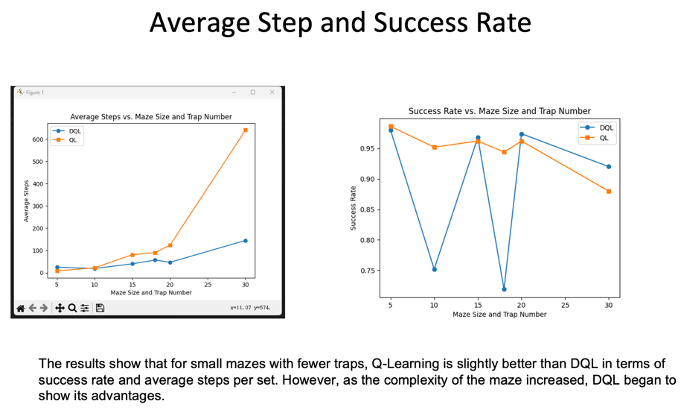 Average Step and Success Rate
Figure 1
Average Steps vs. Maze Size and Trap Number
DQL
QL
600
500
400
300
200
100
0
Average Steps
5
10
15
20
25
30
Maze Size and Trap Number
x=11.07 y=574.
Success Rate vs. Maze Size and Trap Number
DQL
QL
0.95
0.90
0.85
0.80
0.75
Success Rate
5
10
15
20
25
30
Maze Size and Trap Number
The results show that for small mazes with fewer traps, Q-Learning is slightly better than DQL in terms of
success rate and average steps per set. However, as the complexity of the maze increased, DQL began to
show its advantages.